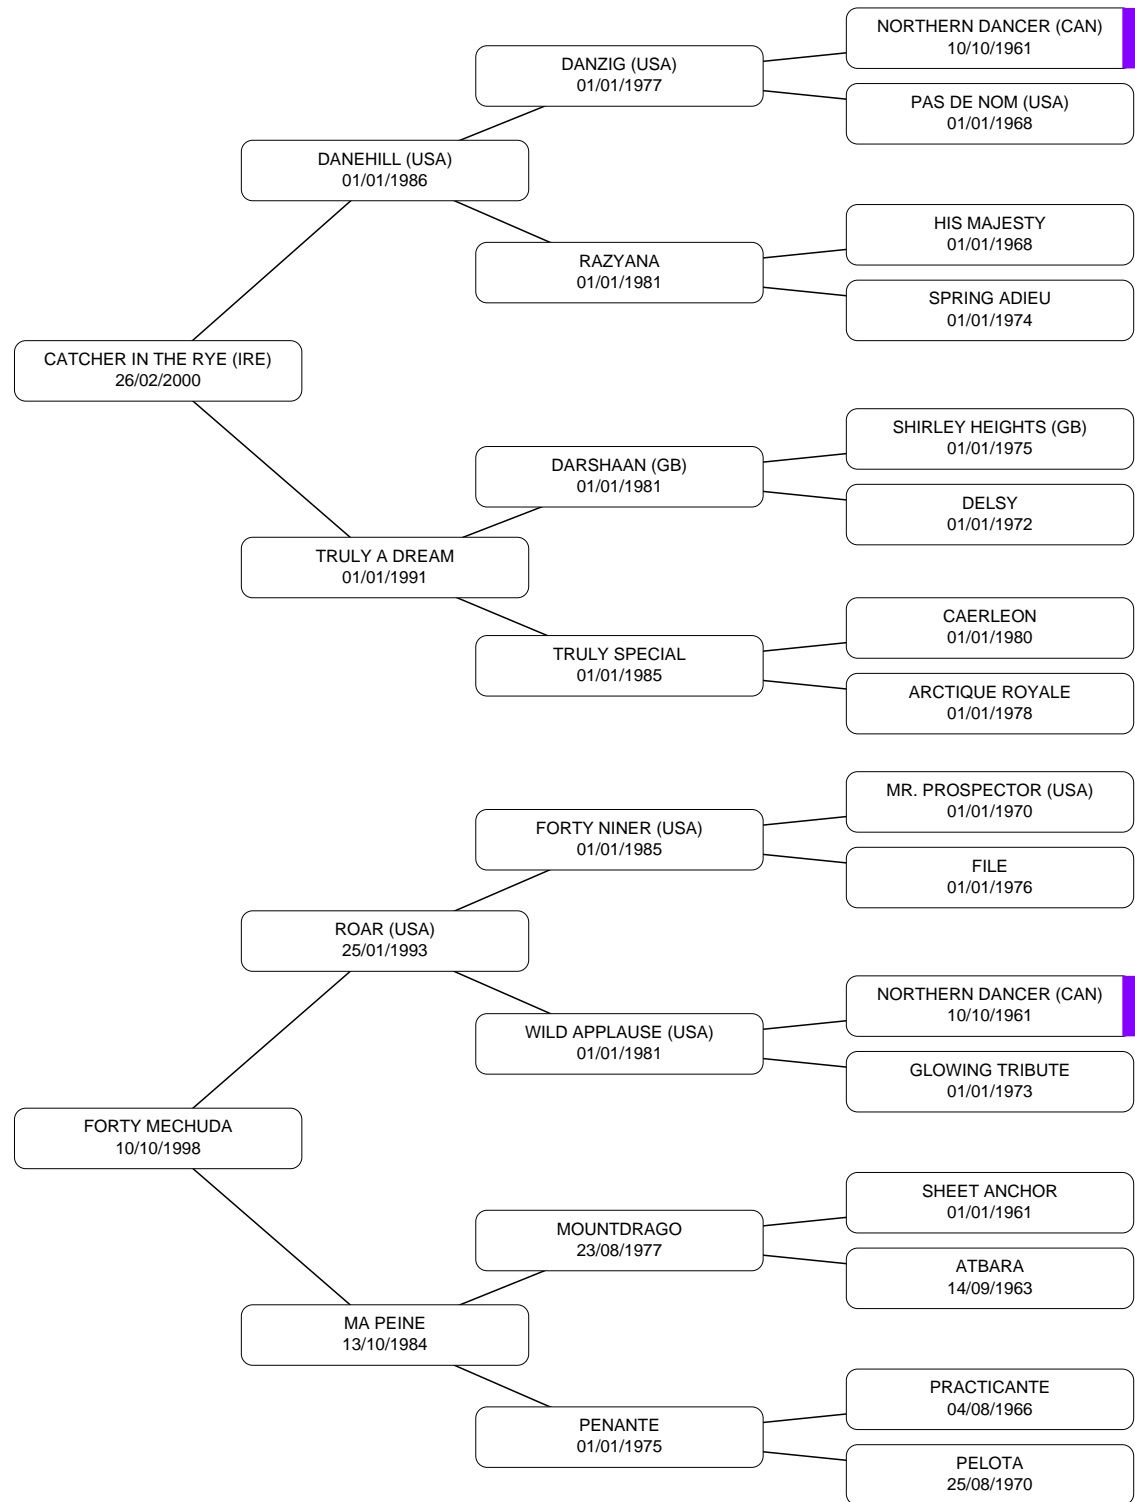 NORTHERN DANCER (CAN)
10/10/1961
DANZIG (USA)
01/01/1977
PAS DE NOM (USA)
01/01/1968
DANEHILL (USA)
01/01/1986
HIS MAJESTY
01/01/1968
RAZYANA
01/01/1981
SPRING ADIEU
01/01/1974
CATCHER IN THE RYE (IRE)
26/02/2000
SHIRLEY HEIGHTS (GB)
01/01/1975
DARSHAAN (GB)
01/01/1981
DELSY
01/01/1972
TRULY A DREAM
01/01/1991
CAERLEON
01/01/1980
TRULY SPECIAL
01/01/1985
ARCTIQUE ROYALE
01/01/1978
MR. PROSPECTOR (USA)
01/01/1970
FORTY NINER (USA)
01/01/1985
FILE
01/01/1976
ROAR (USA)
25/01/1993
NORTHERN DANCER (CAN)
10/10/1961
WILD APPLAUSE (USA)
01/01/1981
GLOWING TRIBUTE
01/01/1973
FORTY MECHUDA
10/10/1998
SHEET ANCHOR
01/01/1961
MOUNTDRAGO
23/08/1977
ATBARA
14/09/1963
MA PEINE
13/10/1984
PRACTICANTE
04/08/1966
PENANTE
01/01/1975
PELOTA
25/08/1970